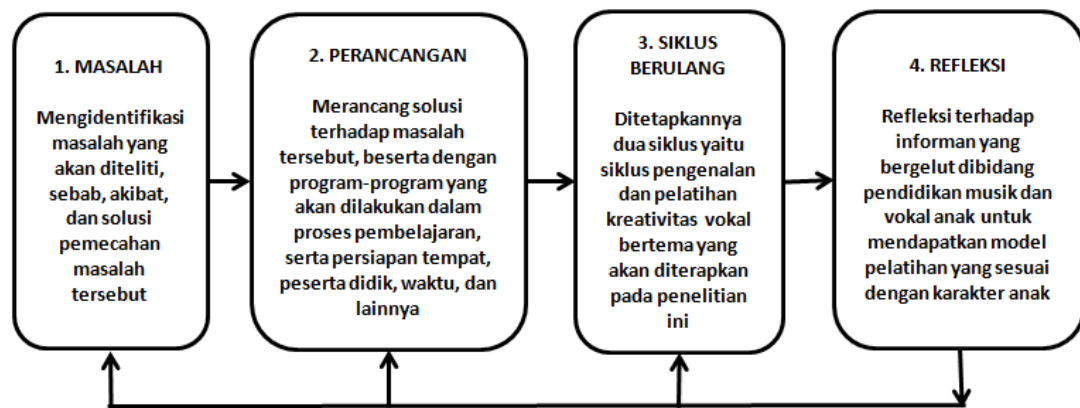 1. MASALAH
Mengidentifikasi
masalah yang
akan diteliti,
sebab, akibat,
dan solusi
pemecahan
masalah
tersebut
2. PERANCANGAN
Merancang solusi
terhadap masalah
tersebut, beserta dengan
program-program yang
akan dilakukan dalam
proses pembelajaran,
serta persiapan tempat,
peserta didik, waktu, dan
lainnya
3. SIKLUS
BERULANG
Ditetapkannya
dua siklus yaitu
siklus pengenalan
dan pelatihan
kreativitas vokal
bertema yang
akan diterapkan
pada penelitian
ini
4. REFLEKSI
Refleksi terhadap
informan yang
bergelut dibidang
pendidikan musik dan
vokal anak untuk
mendapatkan model
pelatihan yang sesuai
dengan karakter anak